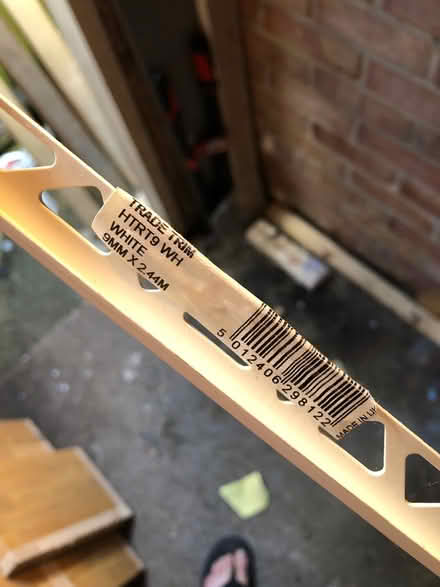 TRADE TRIM
HTRT9 WH
WHITE
9MM X 2.44M
5 012406 298122
MADE IN UK